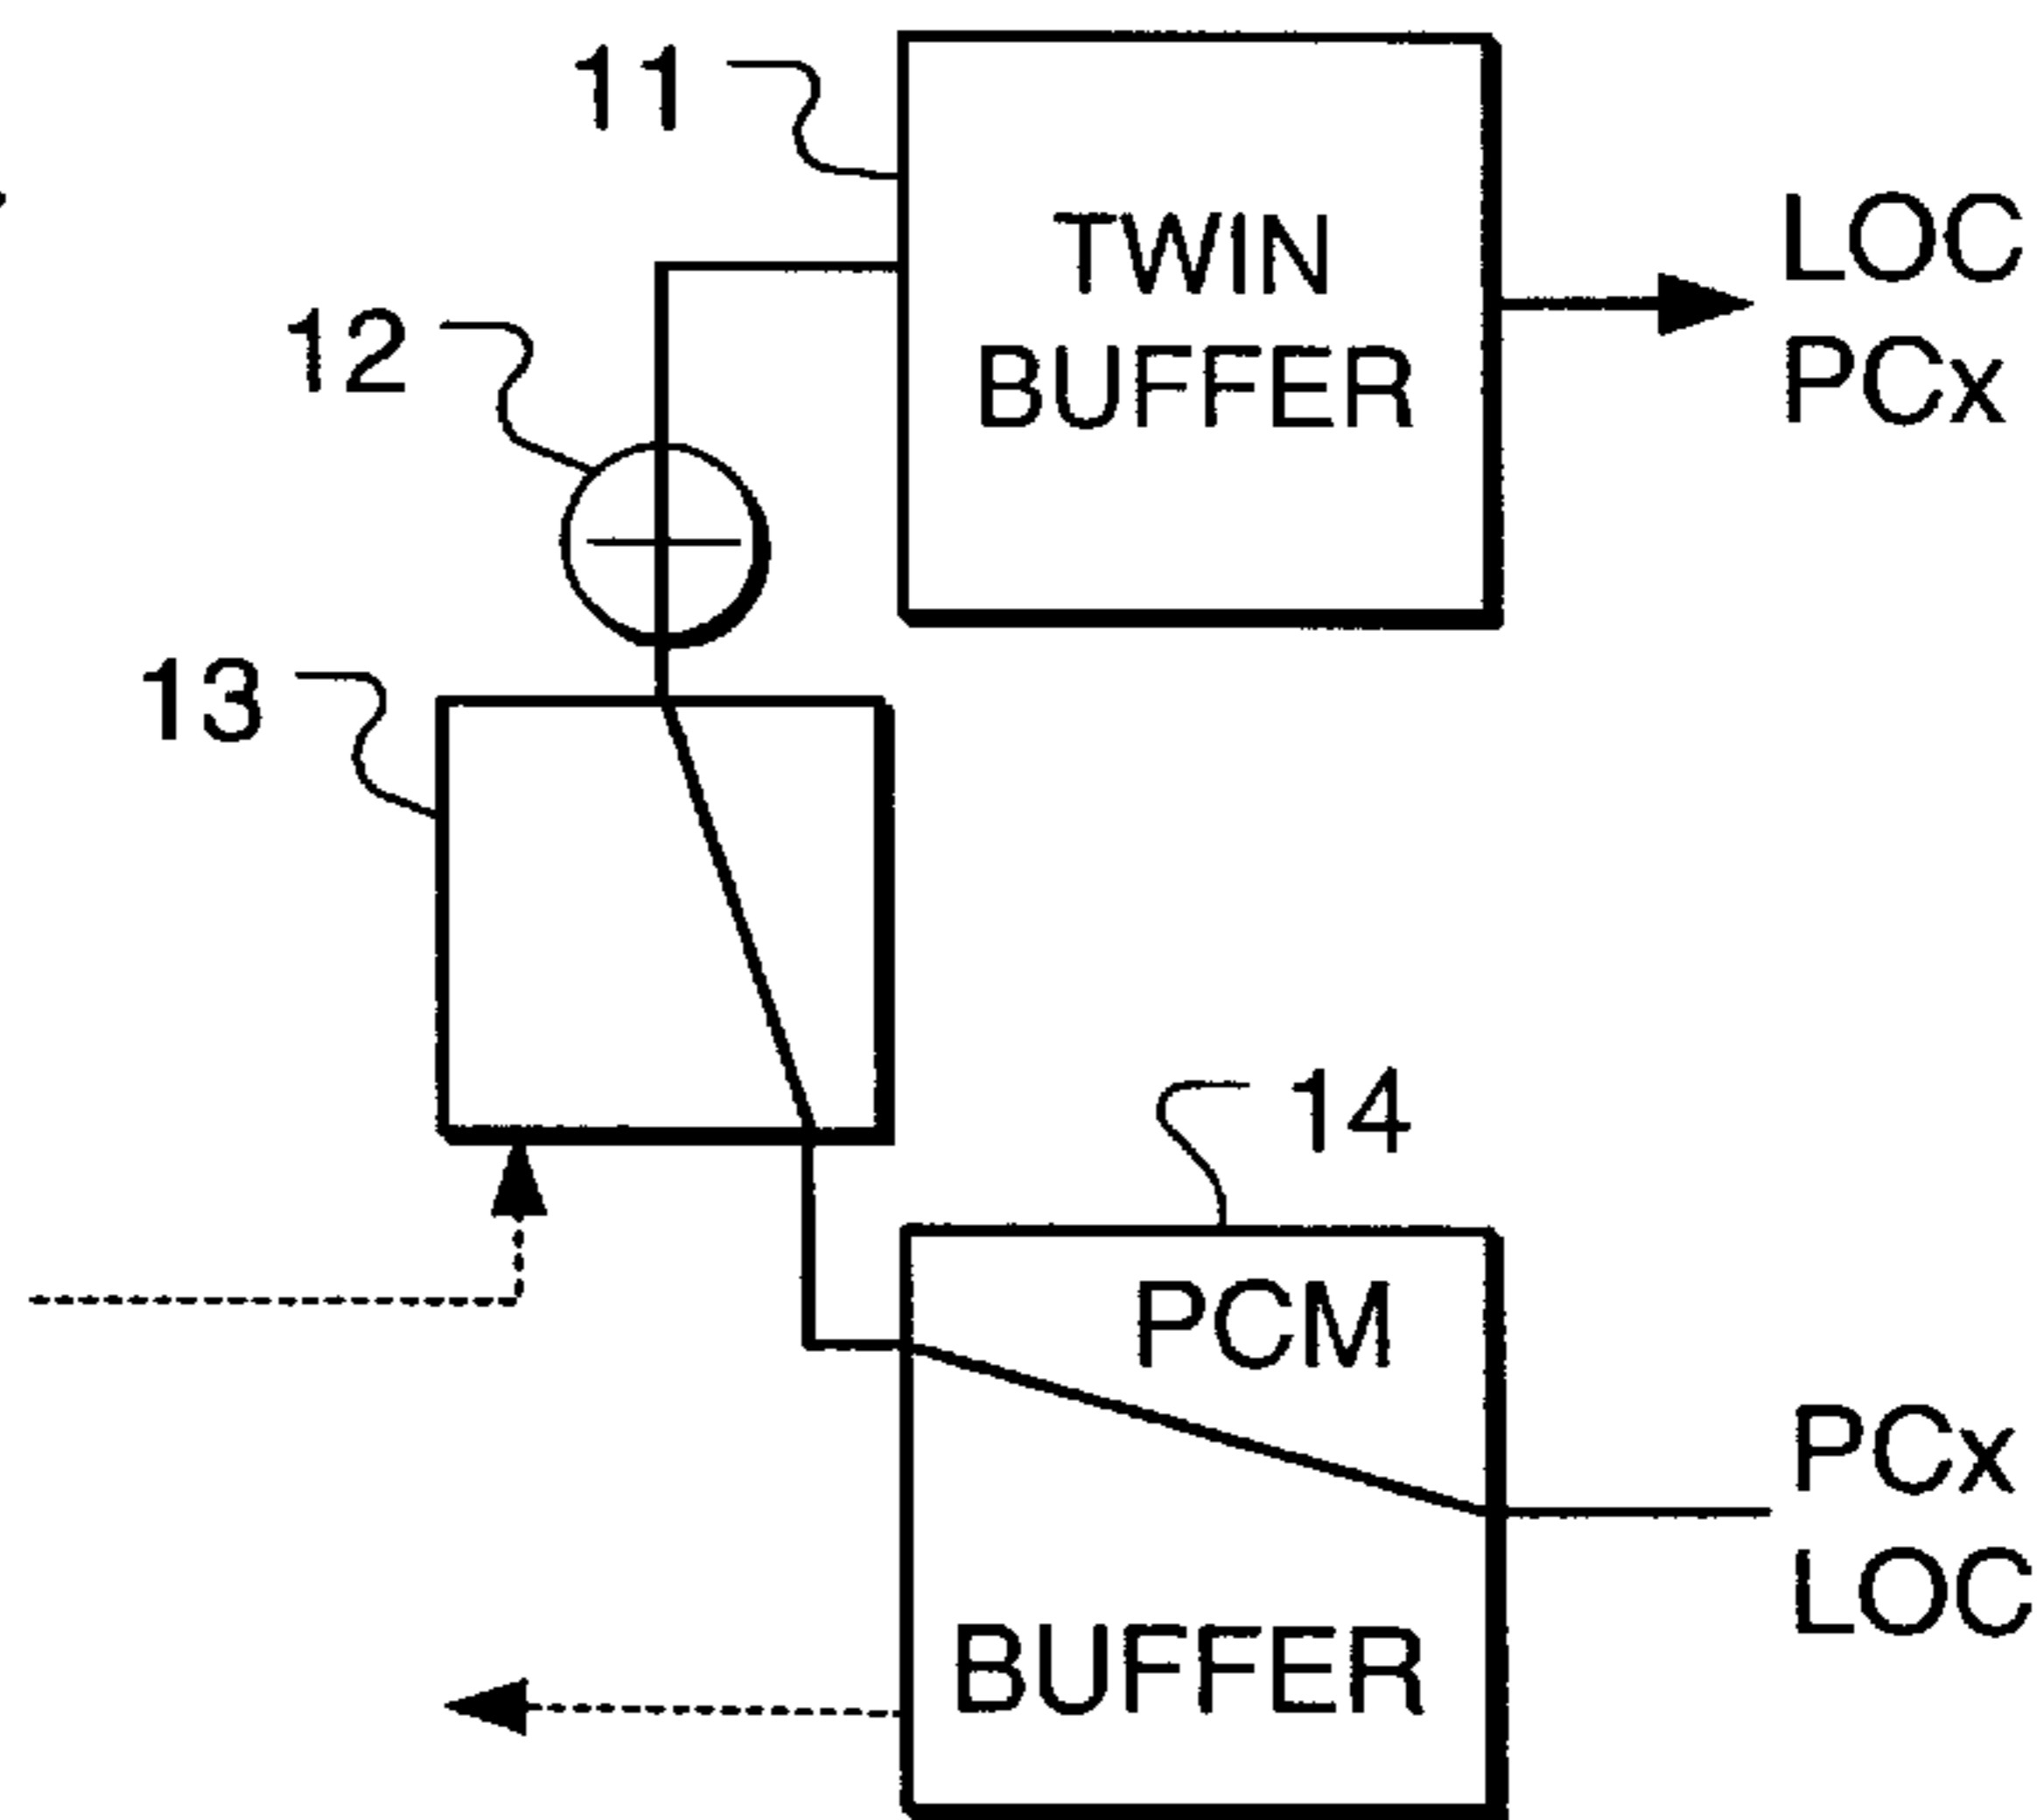 11
TWIN
BUFFER
LOC
PCx
12
13
14
PCM
BUFFER
PCx
LOC